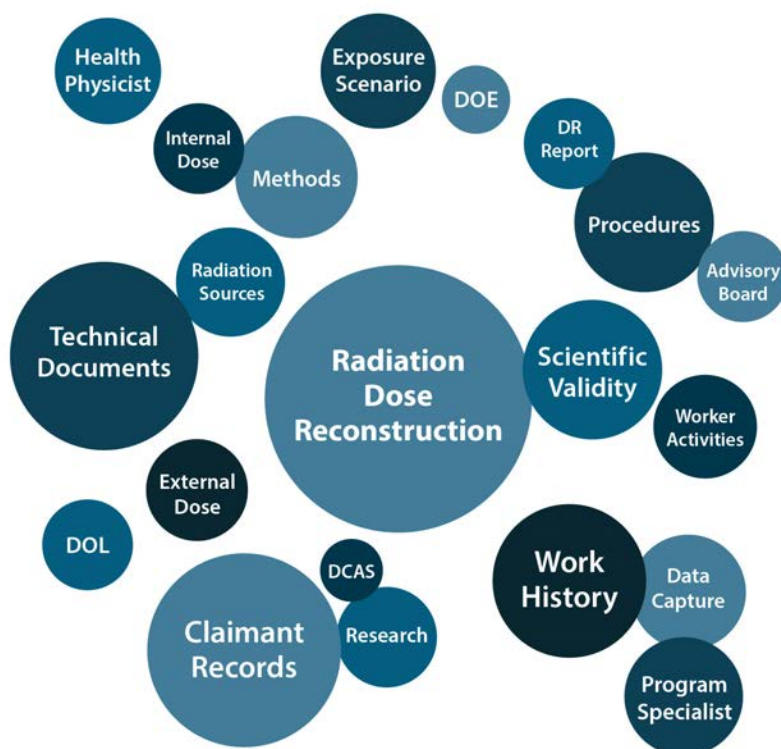 Health
Physicist
Exposure
Scenario
DOE
Internal
Dose
Methods
DR
Report
Procedures
Radiation
Sources
Advisory
Board
Technical
Documents
Radiation
Dose
Reconstruction
Scientific
Validity
Worker
Activities
External
Dose
DOL
DCAS
Work
History
Data
Capture
Claimant
Records
Research
Program
Specialist